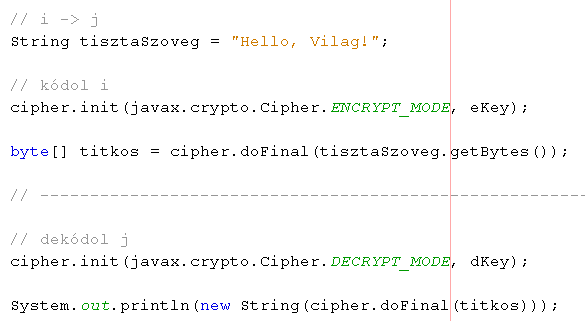 // i -> j
String tisztaSzoveg = "Hello, Vilag!";
// kódol i
cipher.init(javax.crypto.Cipher.ENCRYPT_MODE, eKey);
byte[] titkos = cipher.doFinal(tisztaSzoveg.getBytes());
// -------------------------------------------------------
// dekódol j
cipher.init(javax.crypto.Cipher.DECRYPT_MODE, dKey);
System.out.println(new String(cipher.doFinal(titkos)));